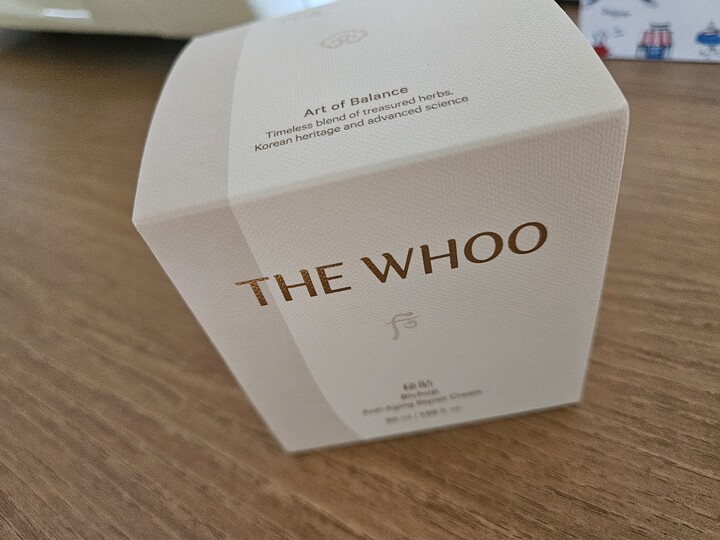 Art of Balance
Timeless blend of treasured herbs,
Korean heritage and advanced science
THE WHOO
Bichup
Anti-Aging Repair Cream